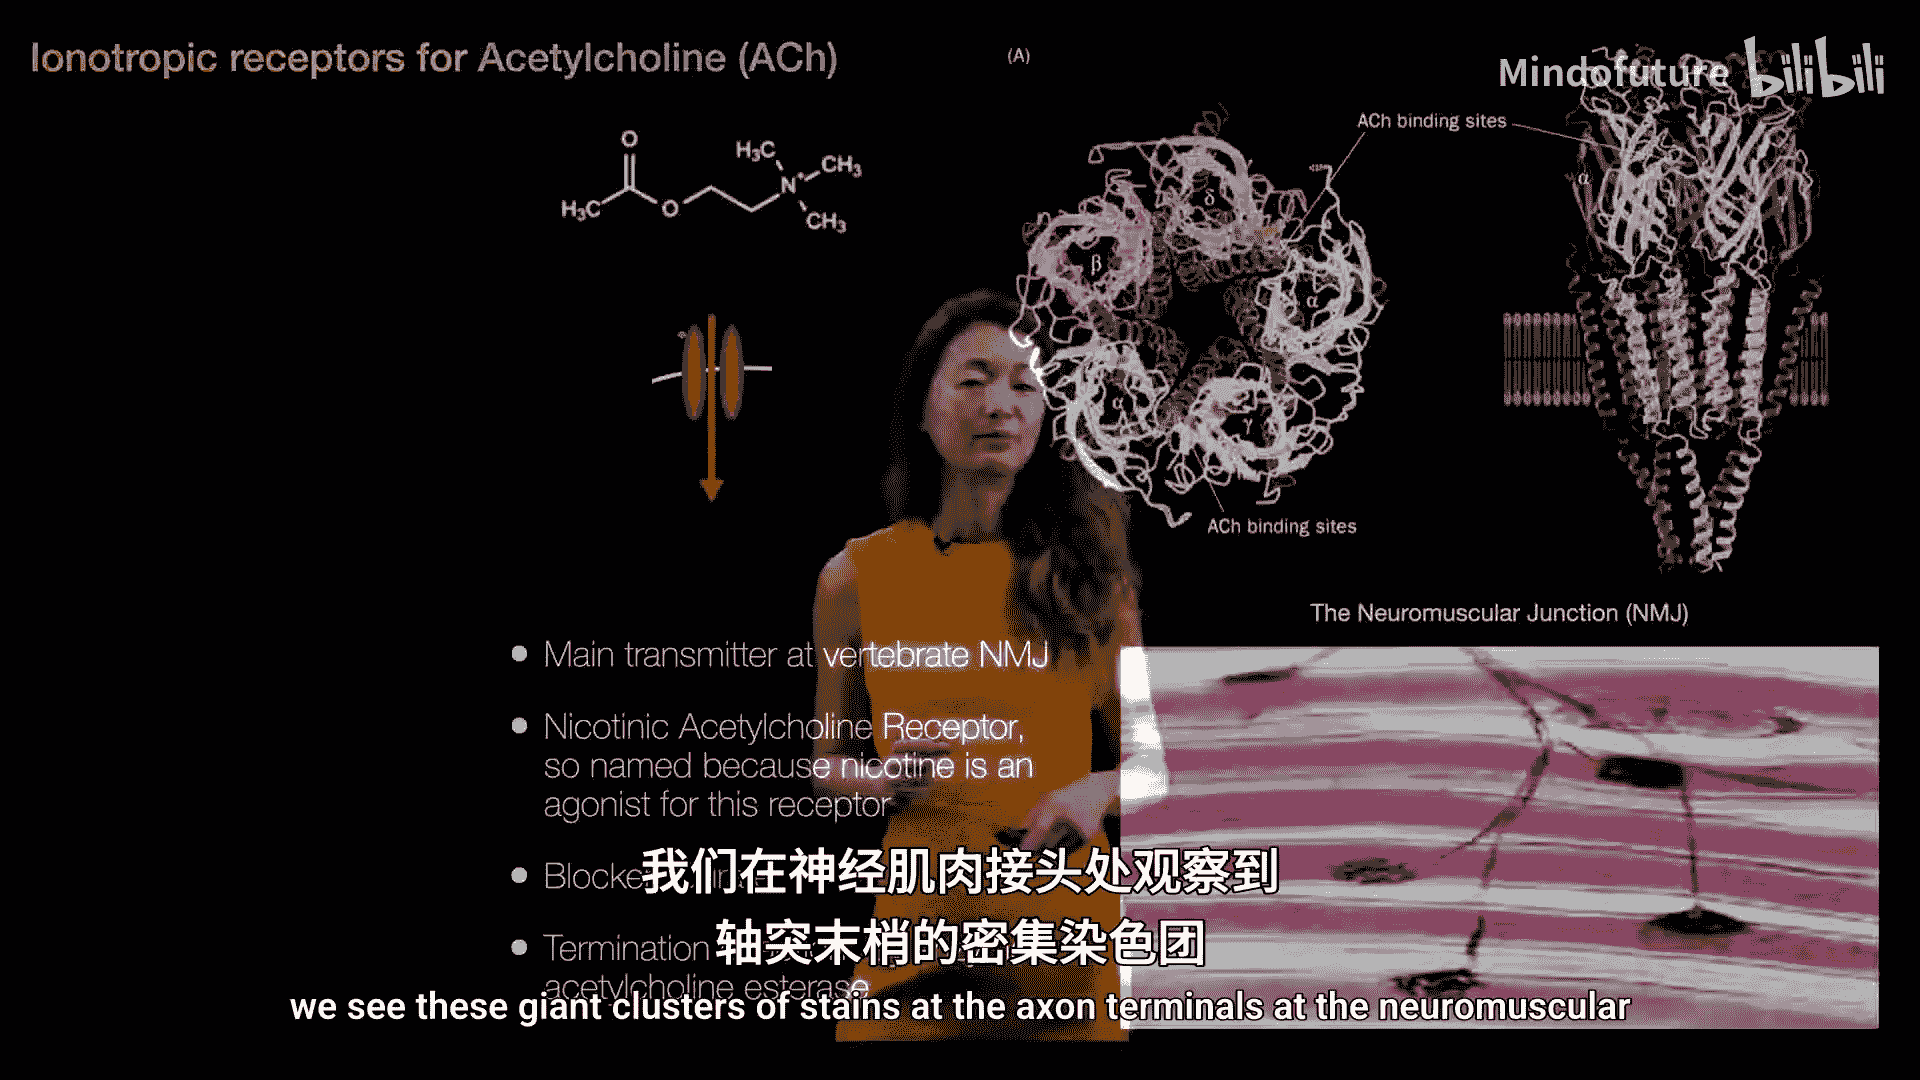 Ionotropic receptors for Acetylcholine (ACh)
(A)
Mindofuture bilibili
ACh binding sites
O
H₃C
CH₃
N⁺
H₃C
O
CH₃
δ
β
α
α
γ
α
γ
ACh binding sites
The Neuromuscular Junction (NMJ)
Main transmitter at vertebrate NMJ
Nicotinic Acetylcholine Receptor,
so named because nicotine is an
agonist for this receptor
我们在神经肌肉接头处观察到
Termination
轴突末梢的密集染色团
acetylcholine esterase
we see these giant clusters of stains at the axon terminals at the neuromuscular